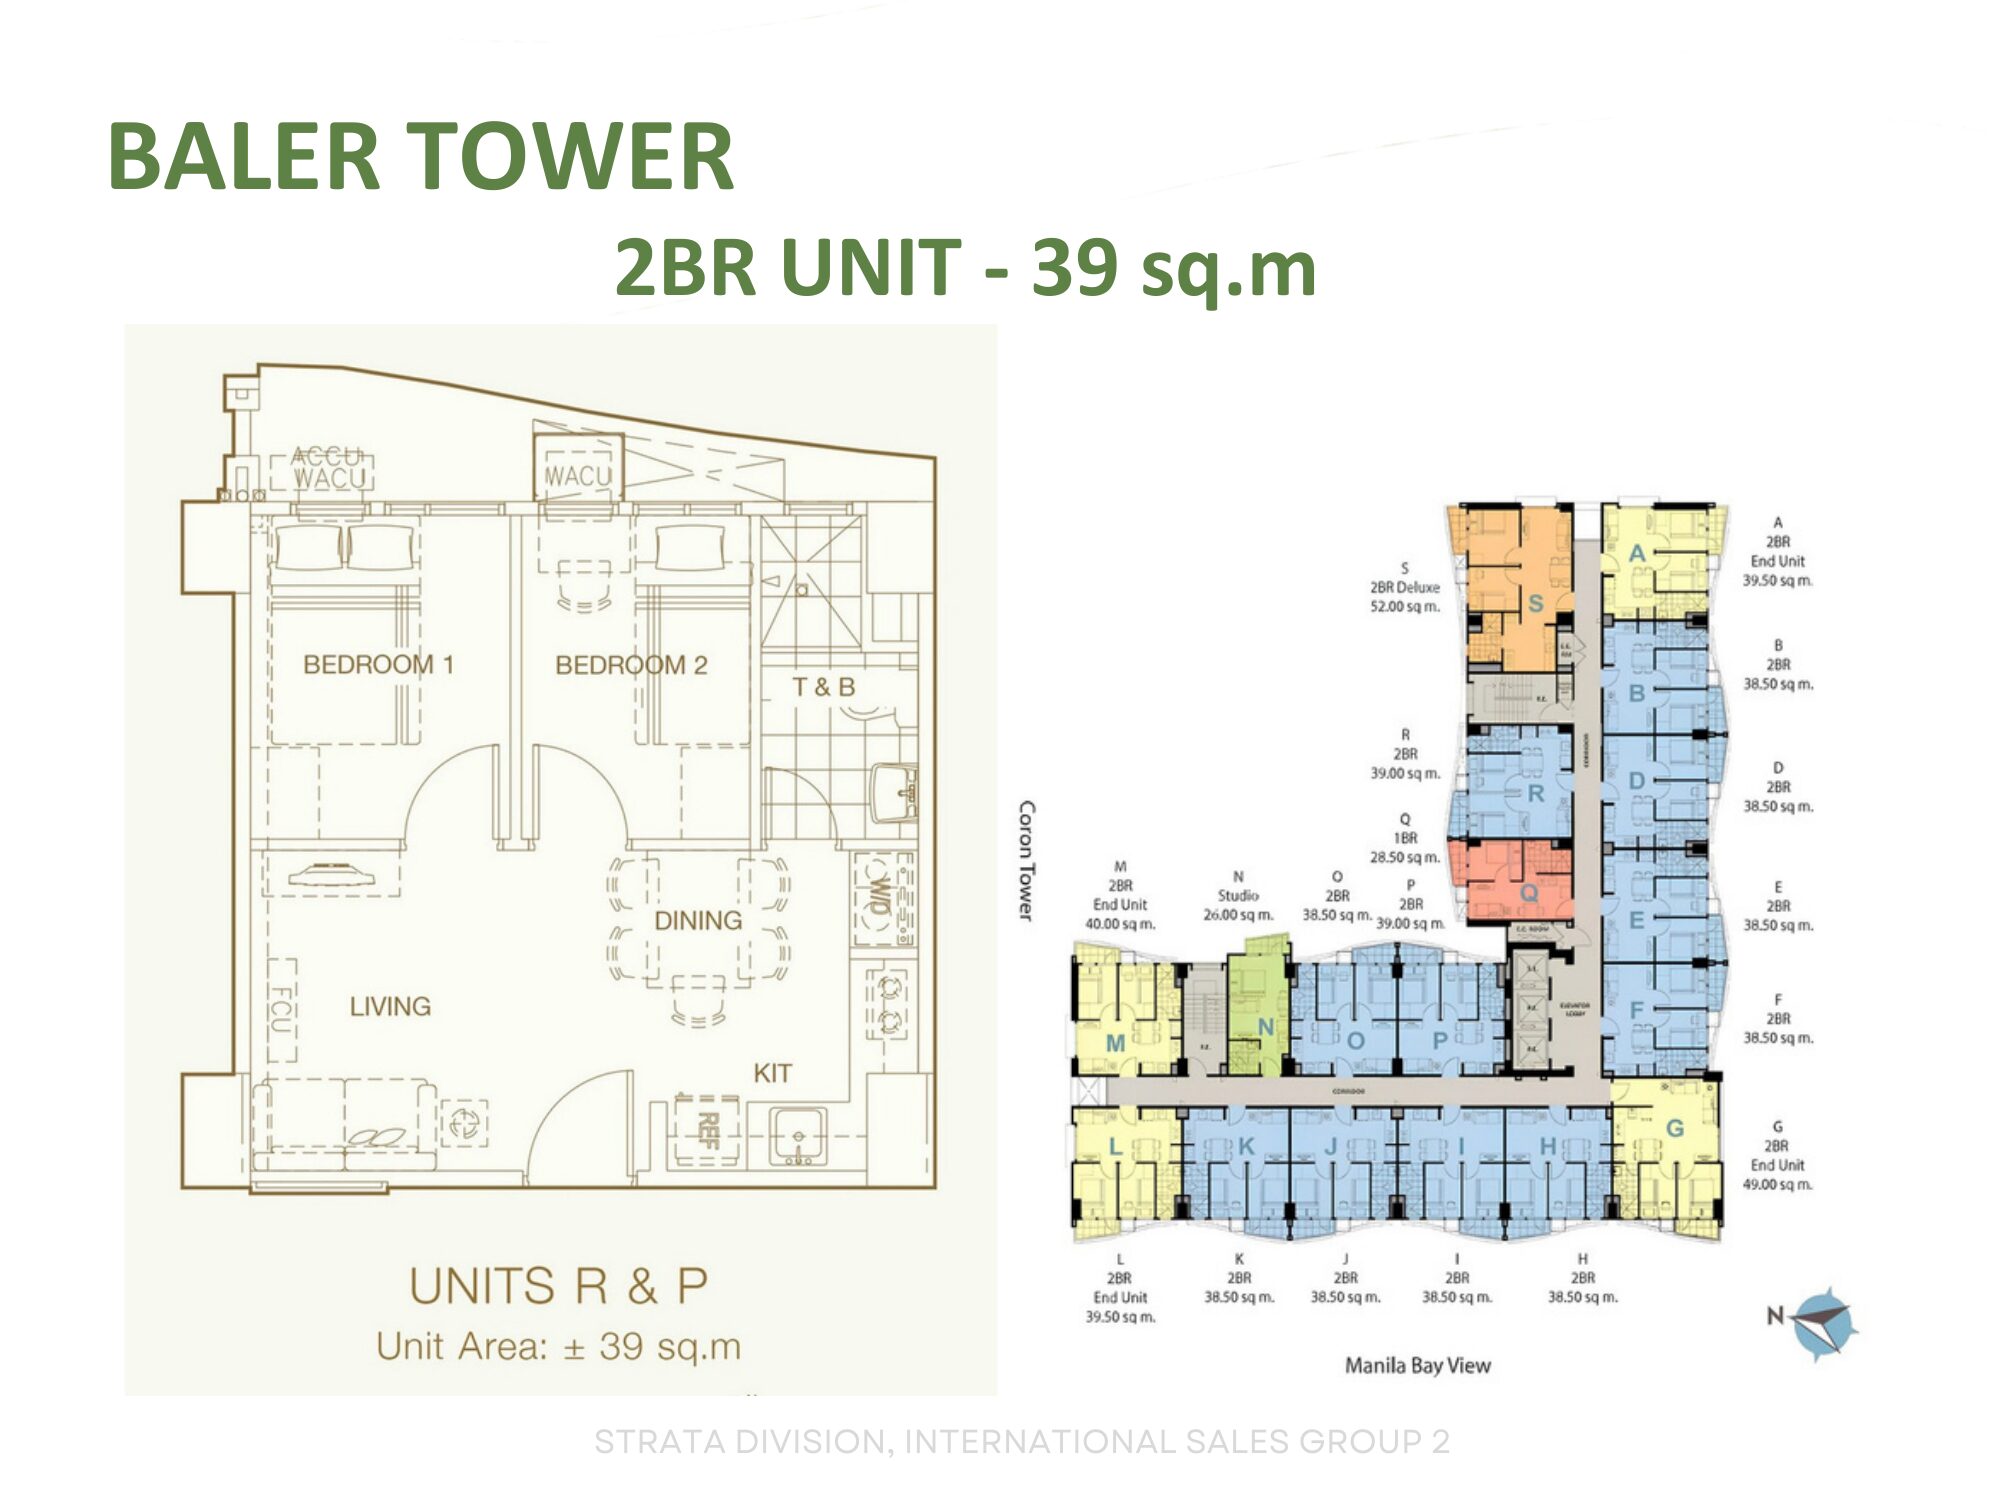 BALER TOWER
2BR UNIT - 39 sq.m
ACCU
WACU
WACU
BEDROOM 1
BEDROOM 2
T & B
W/D
DINING
FCU
LIVING
KIT
REF
UNITS R & P
Unit Area: ± 39 sq.m
Coron Tower
S
2BR Deluxe
52.00 sq m.
R
2BR
39.00 sq m.
Q
1BR
28.50 sq m.
M
2BR
End Unit
40.00 sq m.
N
Studio
26.00 sq m.
O
2BR
38.50 sq m.
P
2BR
39.00 sq m.
A
2BR
End Unit
39.50 sq m.
B
2BR
38.50 sq m.
D
2BR
38.50 sq m.
E
2BR
38.50 sq m.
F
2BR
38.50 sq m.
G
2BR
End Unit
49.00 sq m.
S
A
B
R
D
Q
E
F
M
N
O
P
L
K
J
I
H
G
CORRIDOR
E.E. ROOM
ELEVATOR
LOBBY
CORRIDOR
F.E.
F.E.
L
2BR
End Unit
39.50 sq m.
K
2BR
38.50 sq m.
J
2BR
38.50 sq m.
I
2BR
38.50 sq m.
H
2BR
38.50 sq m.
N
Manila Bay View
STRATA DIVISION, INTERNATIONAL SALES GROUP 2